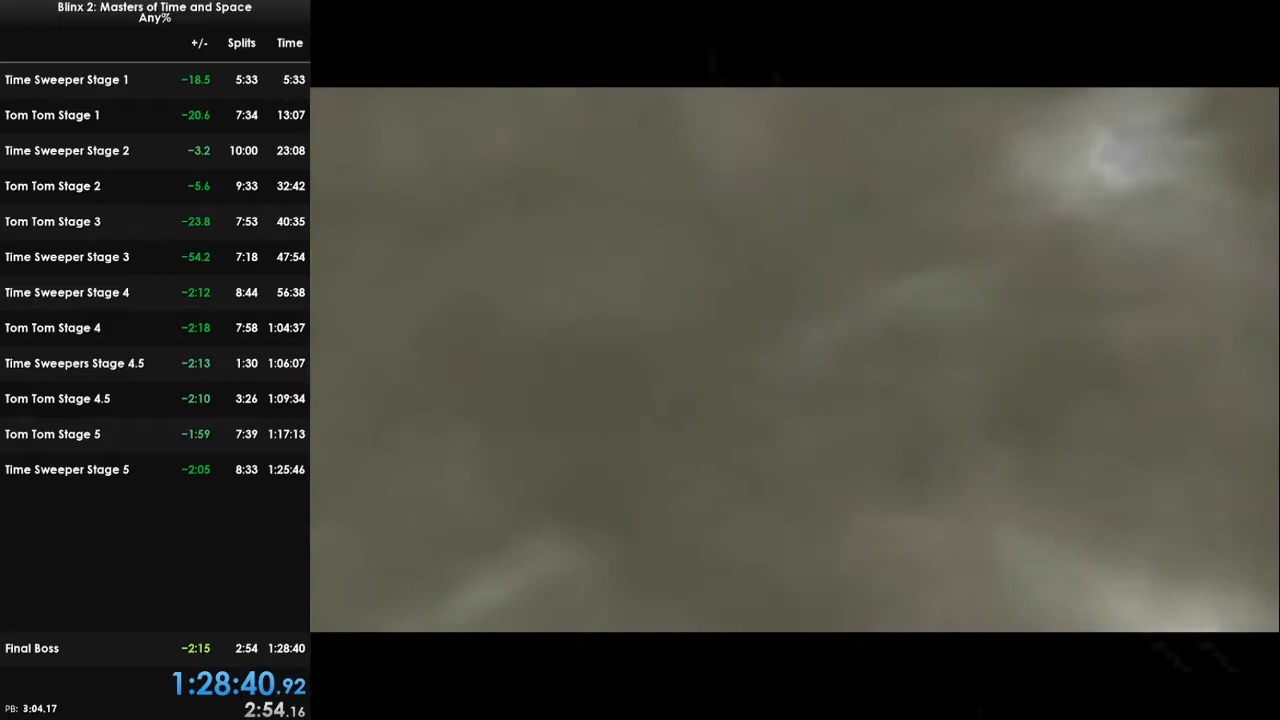 Blinx 2: Masters of Time and Space
Any%
+/- Splits Time
Time Sweeper Stage 1 −18.5 5:33 5:33
Tom Tom Stage 1 −20.6 7:34 13:07
Time Sweeper Stage 2 −3.2 10:00 23:08
Tom Tom Stage 2 −5.6 9:33 32:42
Tom Tom Stage 3 −23.8 7:53 40:35
Time Sweeper Stage 3 −54.2 7:18 47:54
Time Sweeper Stage 4 −2:12 8:44 56:38
Tom Tom Stage 4 −2:18 7:58 1:04:37
Time Sweepers Stage 4.5 −2:13 1:30 1:06:07
Tom Tom Stage 4.5 −2:10 3:26 1:09:34
Tom Tom Stage 5 −1:59 7:39 1:17:13
Time Sweeper Stage 5 −2:05 8:33 1:25:46
Final Boss −2:15 2:54 1:28:40
1:28:40.92
PB: 3:04.17 2:54.16